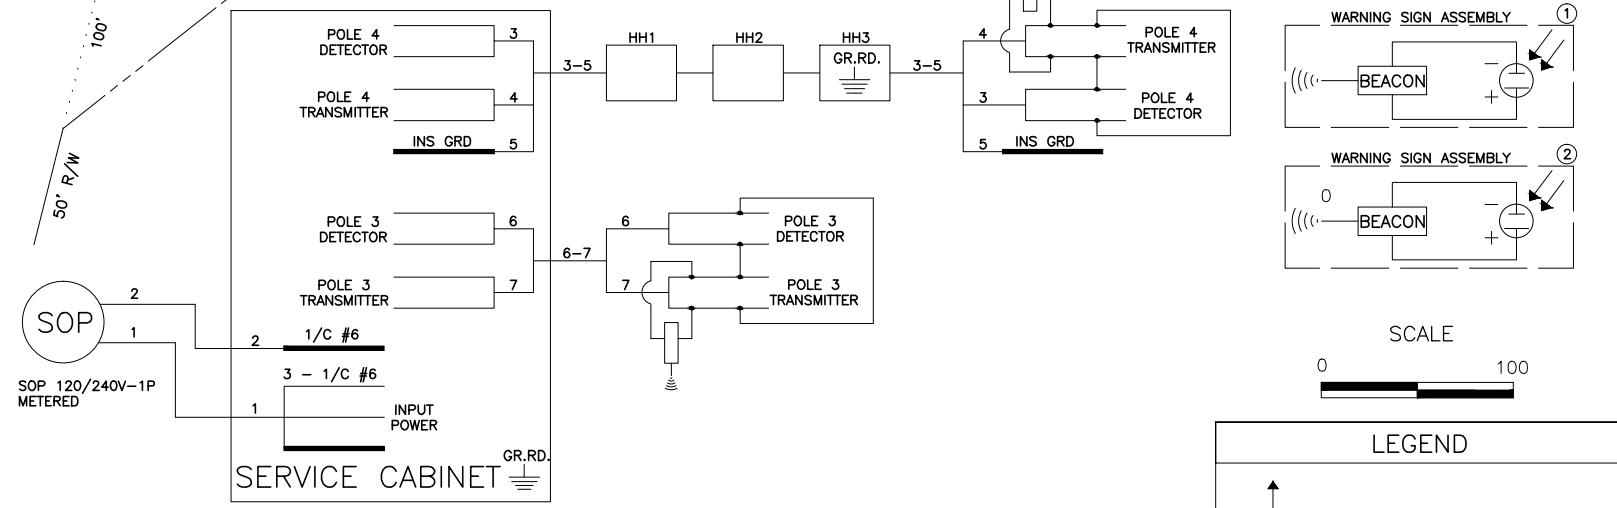 100'
50' R/W
SOP
2
1
SOP 120/240V-1P
METERED
POLE 4
DETECTOR
3
POLE 4
TRANSMITTER
4
INS GRD
5
3-5
HH1
HH2
HH3
GR.RD.
3-5
4
POLE 4
TRANSMITTER
3
POLE 4
DETECTOR
5
INS GRD
POLE 3
DETECTOR
6
POLE 3
TRANSMITTER
7
6-7
6
POLE 3
DETECTOR
7
POLE 3
TRANSMITTER
2
1/C #6
3 - 1/C #6
1
INPUT
POWER
GR.RD.
SERVICE CABINET
WARNING SIGN ASSEMBLY
1
BEACON
-
+
WARNING SIGN ASSEMBLY
2
0
BEACON
-
+
SCALE
0
100
LEGEND